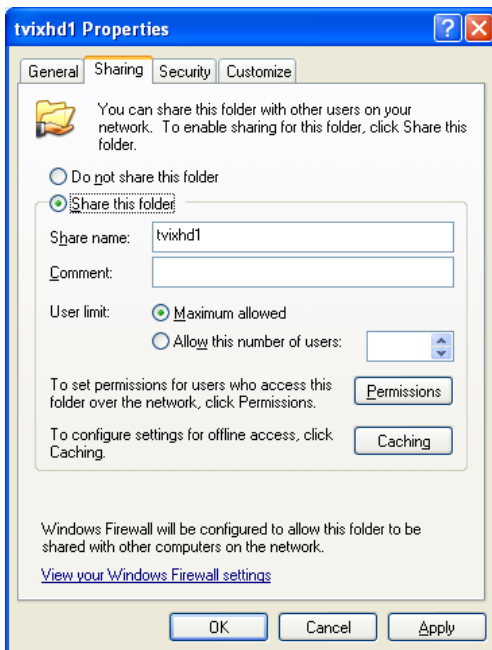 tvixhd1 Properties
General Sharing Security Customize
You can share this folder with other users on your
network. To enable sharing for this folder, click Share this
folder.
Do not share this folder
Share this folder
Share name: tvixhd1
Comment:
User limit: Maximum allowed
Allow this number of users:
To set permissions for users who access this
folder over the network, click Permissions.
Permissions
To configure settings for offline access, click
Caching.
Caching
Windows Firewall will be configured to allow this folder to be
shared with other computers on the network.
View your Windows Firewall settings
OK Cancel Apply